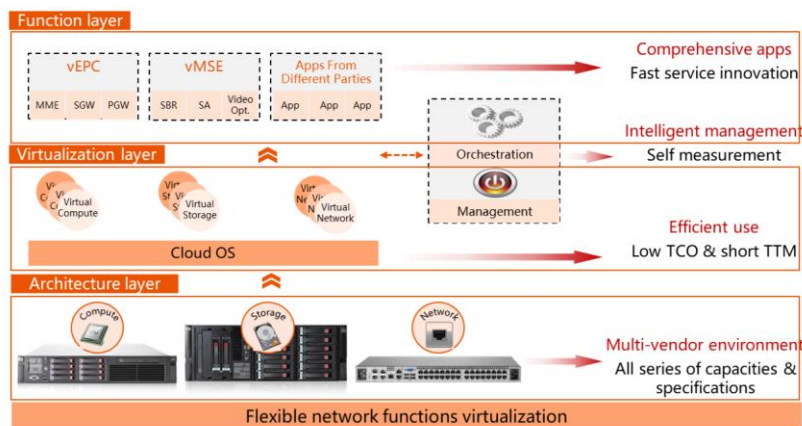 Function layer
vEPC
MME SGW PGW
vMSE
SBR SA Video
Opt.
Apps From
Different Parties
App App App
Comprehensive apps
Fast service innovation
Orchestration
Management
Intelligent management
Self measurement
Virtualization layer
Virtual
Compute
Virtual
Storage
Virtual
Network
Cloud OS
Efficient use
Low TCO & short TTM
Architecture layer
Compute
Storage
Network
Multi-vendor environment
All series of capacities &
specifications
Flexible network functions virtualization